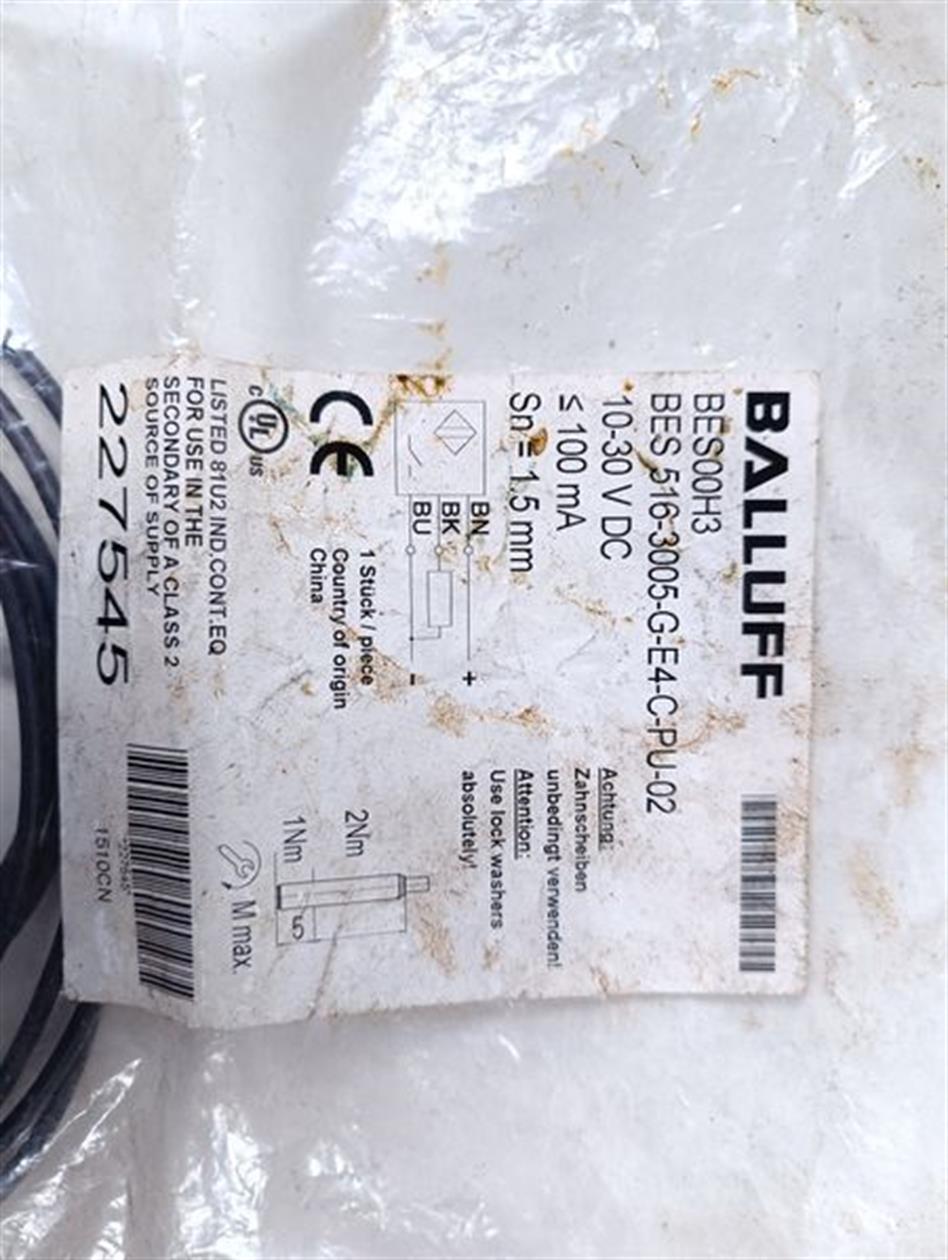 BALLUFF
BES00H3
BES 516-3005-G-E4-C-PU-02
10-30 V DC
≤ 100 mA
Sn = 1,5 mm
BN
+
BK
BU
-
1 Stück / piece
Country of origin
China
CE
c UL US
LISTED 81U2 IND.CONT.EQ
FOR USE IN THE
SECONDARY OF A CLASS 2
SOURCE OF SUPPLY
227545
Achtung:
Zahnscheiben
unbedingt verwenden!
Attention:
Use lock washers
absolutely!
2Nm
1Nm
5
, M max.
1510CN